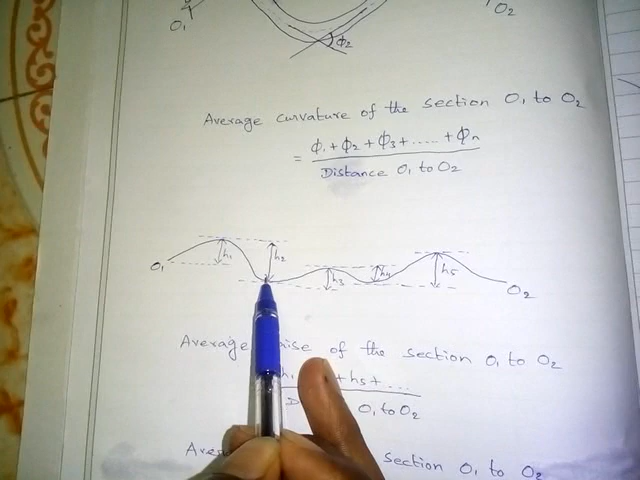 O₁
O₂
ϕ₂
Average curvature of the section O₁ to O₂
= ϕ₁ + ϕ₂ + ϕ₃ + ..... + ϕn
Distance O₁ to O₂
O₁ h₁ h₂ h₃ h₄ h₅ O₂
Average of the section O₁ to O₂
h₁ + h₅ + ...
O₁ to O₂
section O₁ to O₂